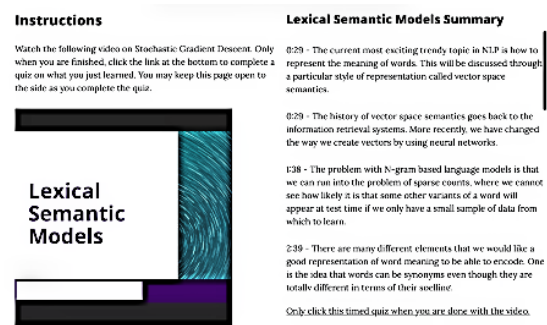 Instructions
Watch the following video on Stochastic Gradient Descent. Only
when you are finished, click the link at the bottom to complete a
quiz on what you just learned. You may keep this page open to
the side as you complete the quiz.
Lexical
Semantic
Models
Lexical Semantic Models Summary
0:29 - The current most exciting trendy topic in NLP is how to
represent the meaning of words. This will be discussed through
a particular style of representation called vector space
semantics.
0:29 - The history of vector space semantics goes back to the
information retrieval systems. More recently, we have changed
the way we create vectors by using neural networks.
1:38 - The problem with N-gram based language models is that
we can run into the problem of sparse counts, where we cannot
see how likely it is that some other variants of a word will
appear at test time if we only have a small sample of data from
which to learn.
2:39 - There are many different elements that we would like a
good representation of word meaning to be able to encode. One
is the idea that words can be synonyms even though they are
totally different in terms of their spelling.
Only click this timed quiz when you are done with the video.